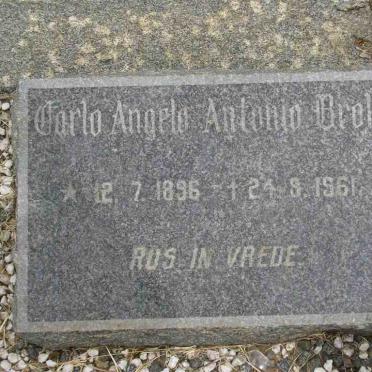 Carlo Angelo Antonio
* 12. 7. 1896 - † 24. 8. 1961.
RUS IN VREDE.